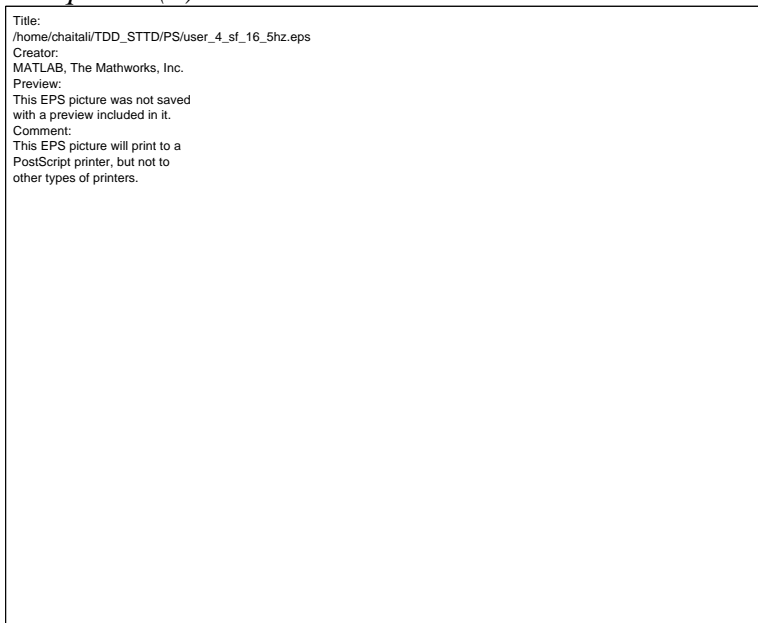 Title:
/home/chaitali/TDD_STTD/PS/user_4_sf_16_5hz.eps
Creator:
MATLAB, The Mathworks, Inc.
Preview:
This EPS picture was not saved
with a preview included in it.
Comment:
This EPS picture will print to a
PostScript printer, but not to
other types of printers.